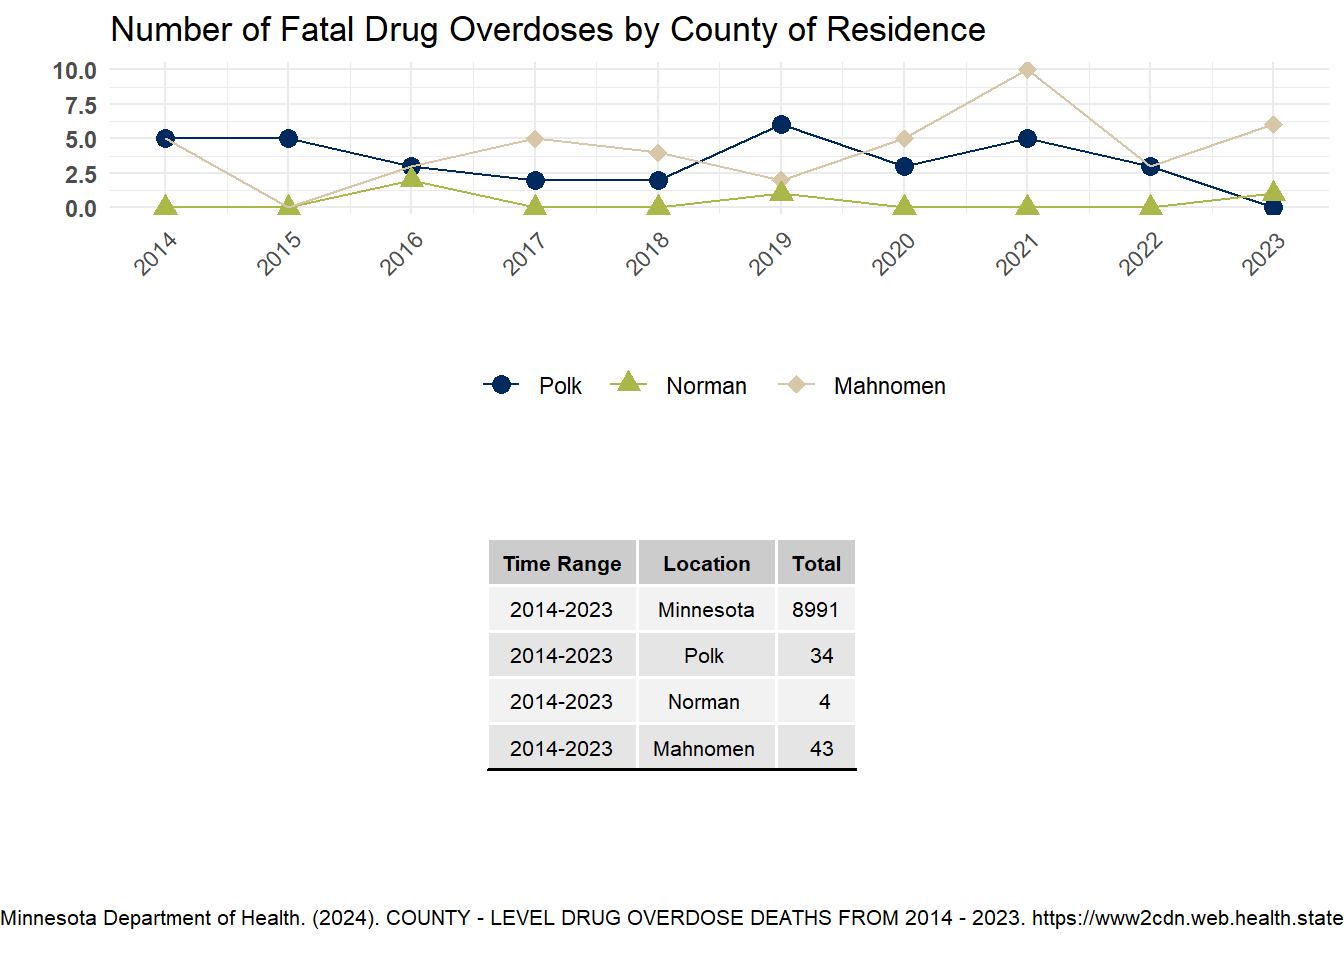 Number of Fatal Drug Overdoses by County of Residence
10.0
7.5
5.0
2.5
0.0
2014 2015 2016 2017 2018 2019 2020 2021 2022 2023
Polk Norman Mahnomen
Time Range Location Total
2014-2023 Minnesota 8991
2014-2023 Polk 34
2014-2023 Norman 4
2014-2023 Mahnomen 43
Minnesota Department of Health. (2024). COUNTY - LEVEL DRUG OVERDOSE DEATHS FROM 2014 - 2023. https://www2cdn.web.health.state